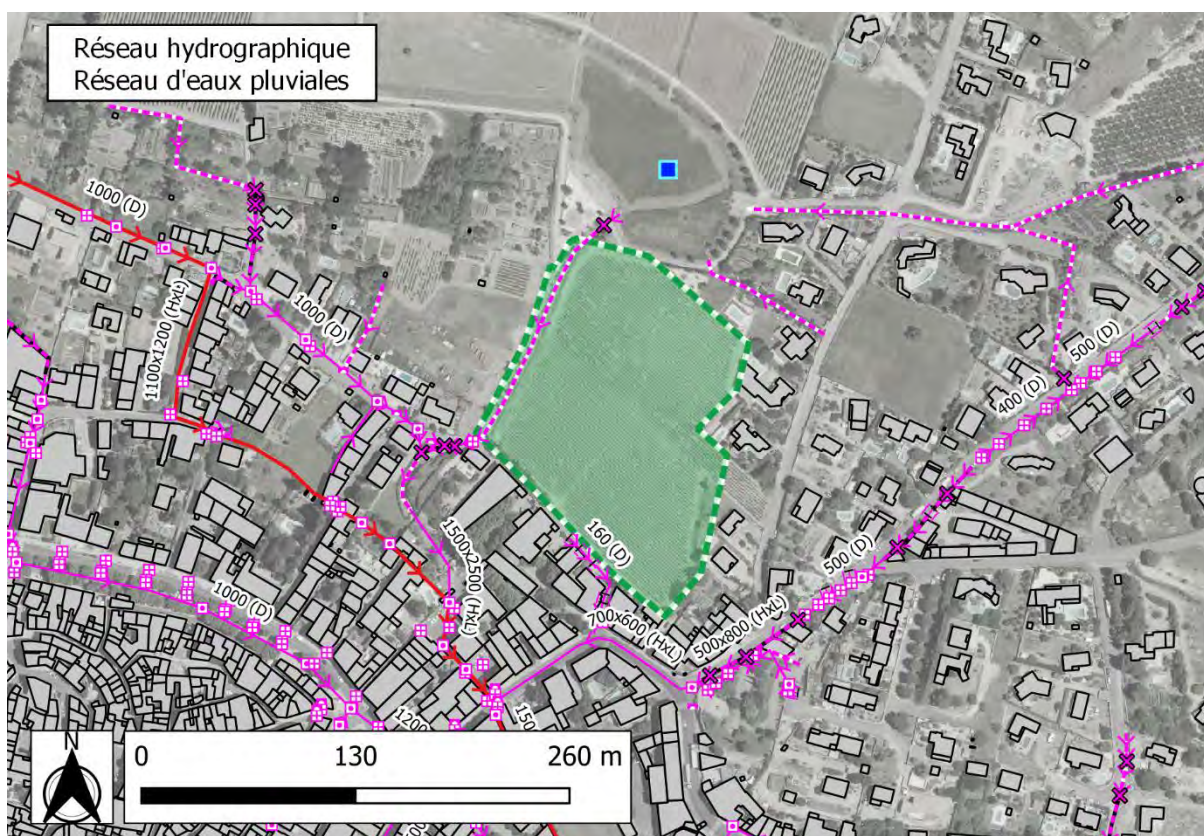 Réseau hydrographique
Réseau d'eaux pluviales
1000 (D)
1100x1200 (HxL)
1000 (D)
500 (D)
400 (D)
1500x2500 (HxL)
160 (D)
500 (D)
700x600 (HxL)
500x800 (HxL)
1000 (D)
N
0 130 260 m